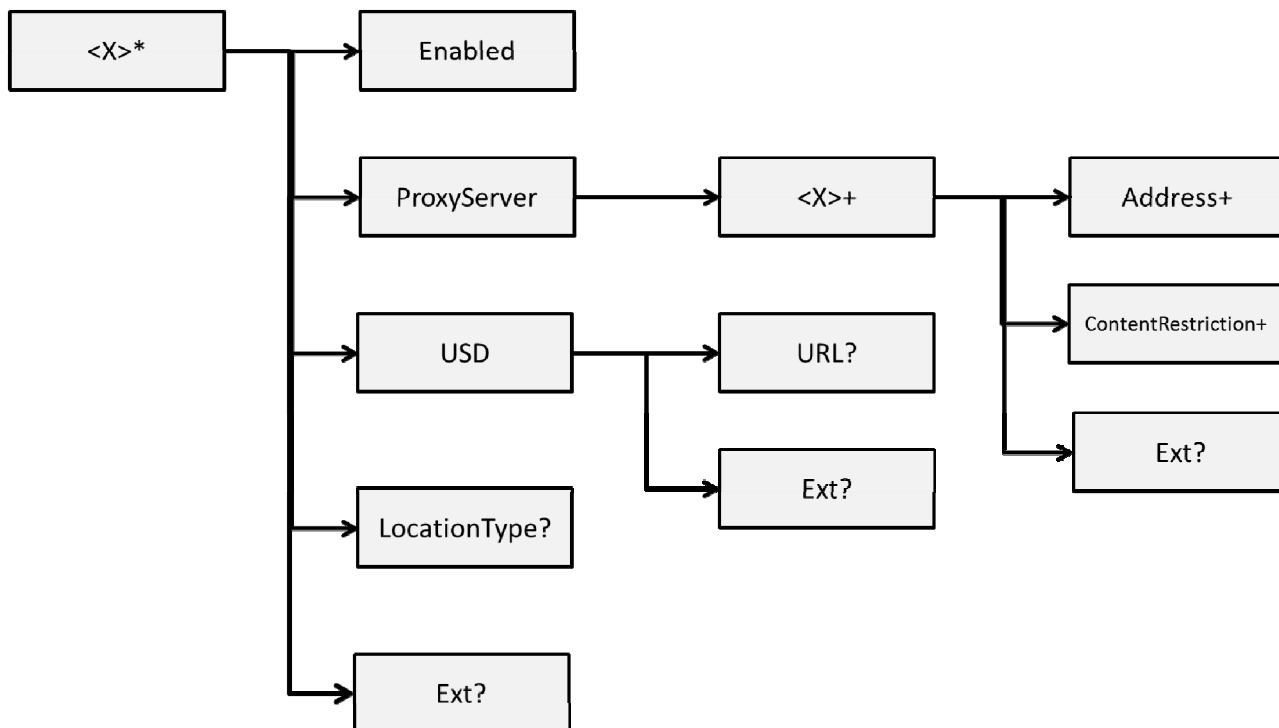 <X>*
Enabled
ProxyServer
<X>+
Address+
ContentRestriction+
USD
URL?
Ext?
Ext?
LocationType?
Ext?